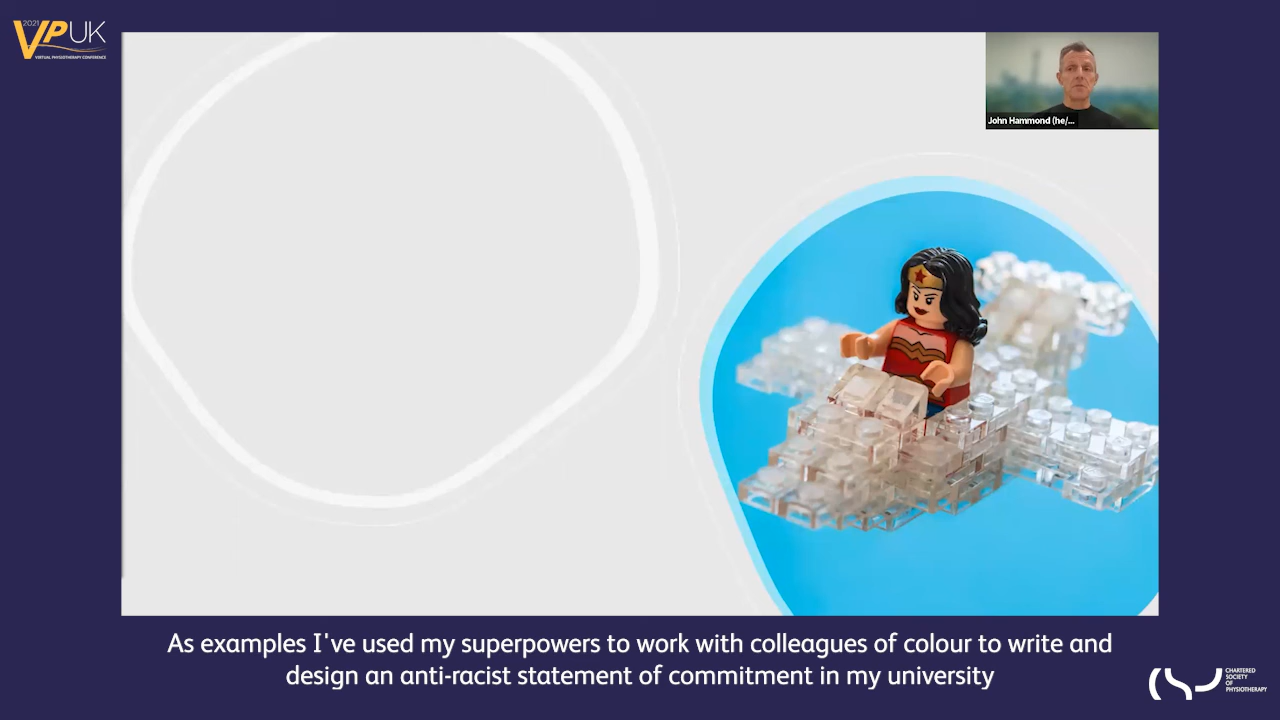 2021
VPUK
VIRTUAL PHYSIOTHERAPY CONFERENCE
John Hammond (he/...
As examples I've used my superpowers to work with colleagues of colour to write and
design an anti-racist statement of commitment in my university
CHARTERED
SOCIETY
OF
PHYSIOTHERAPY